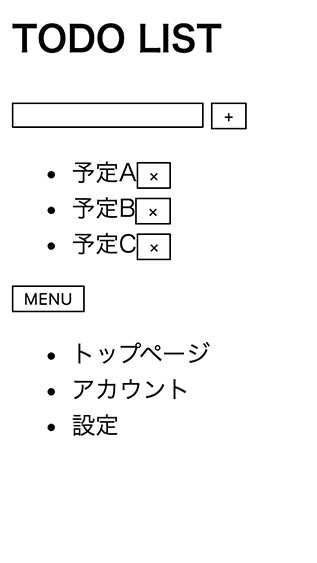 TODO LIST
+
予定A ×
予定B ×
予定C ×
MENU
トップページ
アカウント
設定